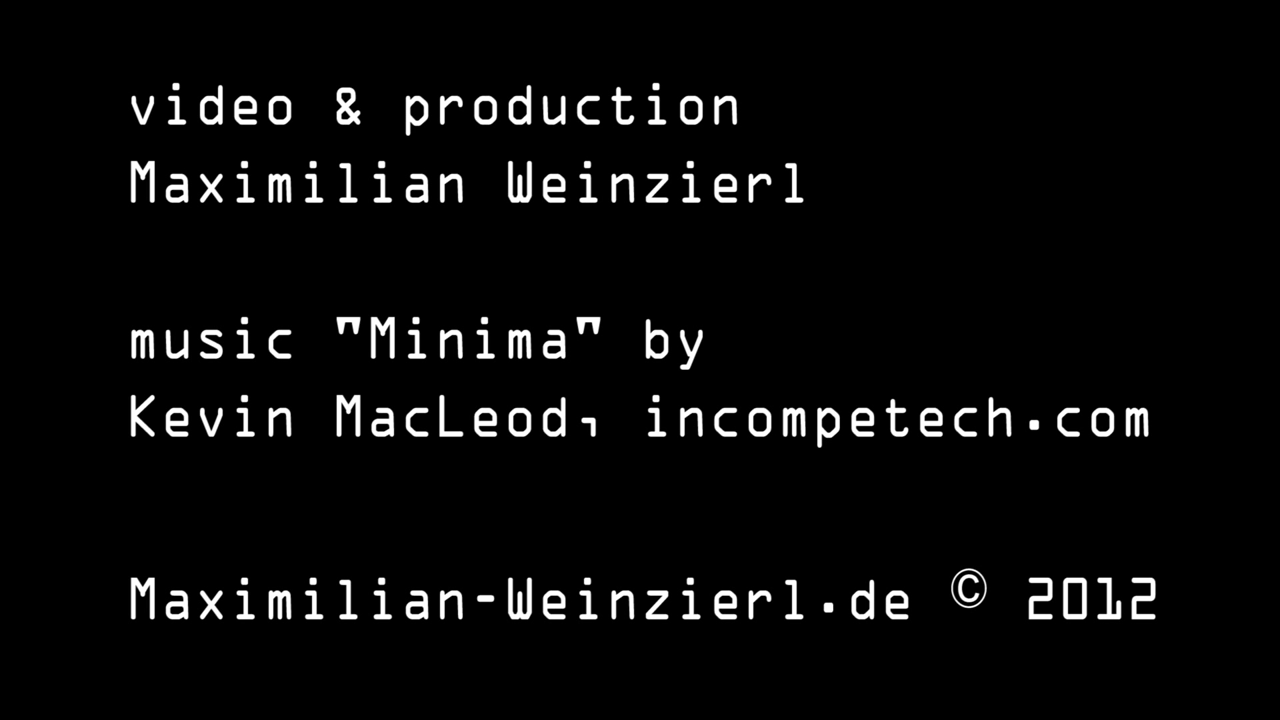 video & production
Maximilian Weinzierl
music "Minima" by
Kevin MacLeod, incompetech.com
Maximilian-Weinzierl.de © 2012